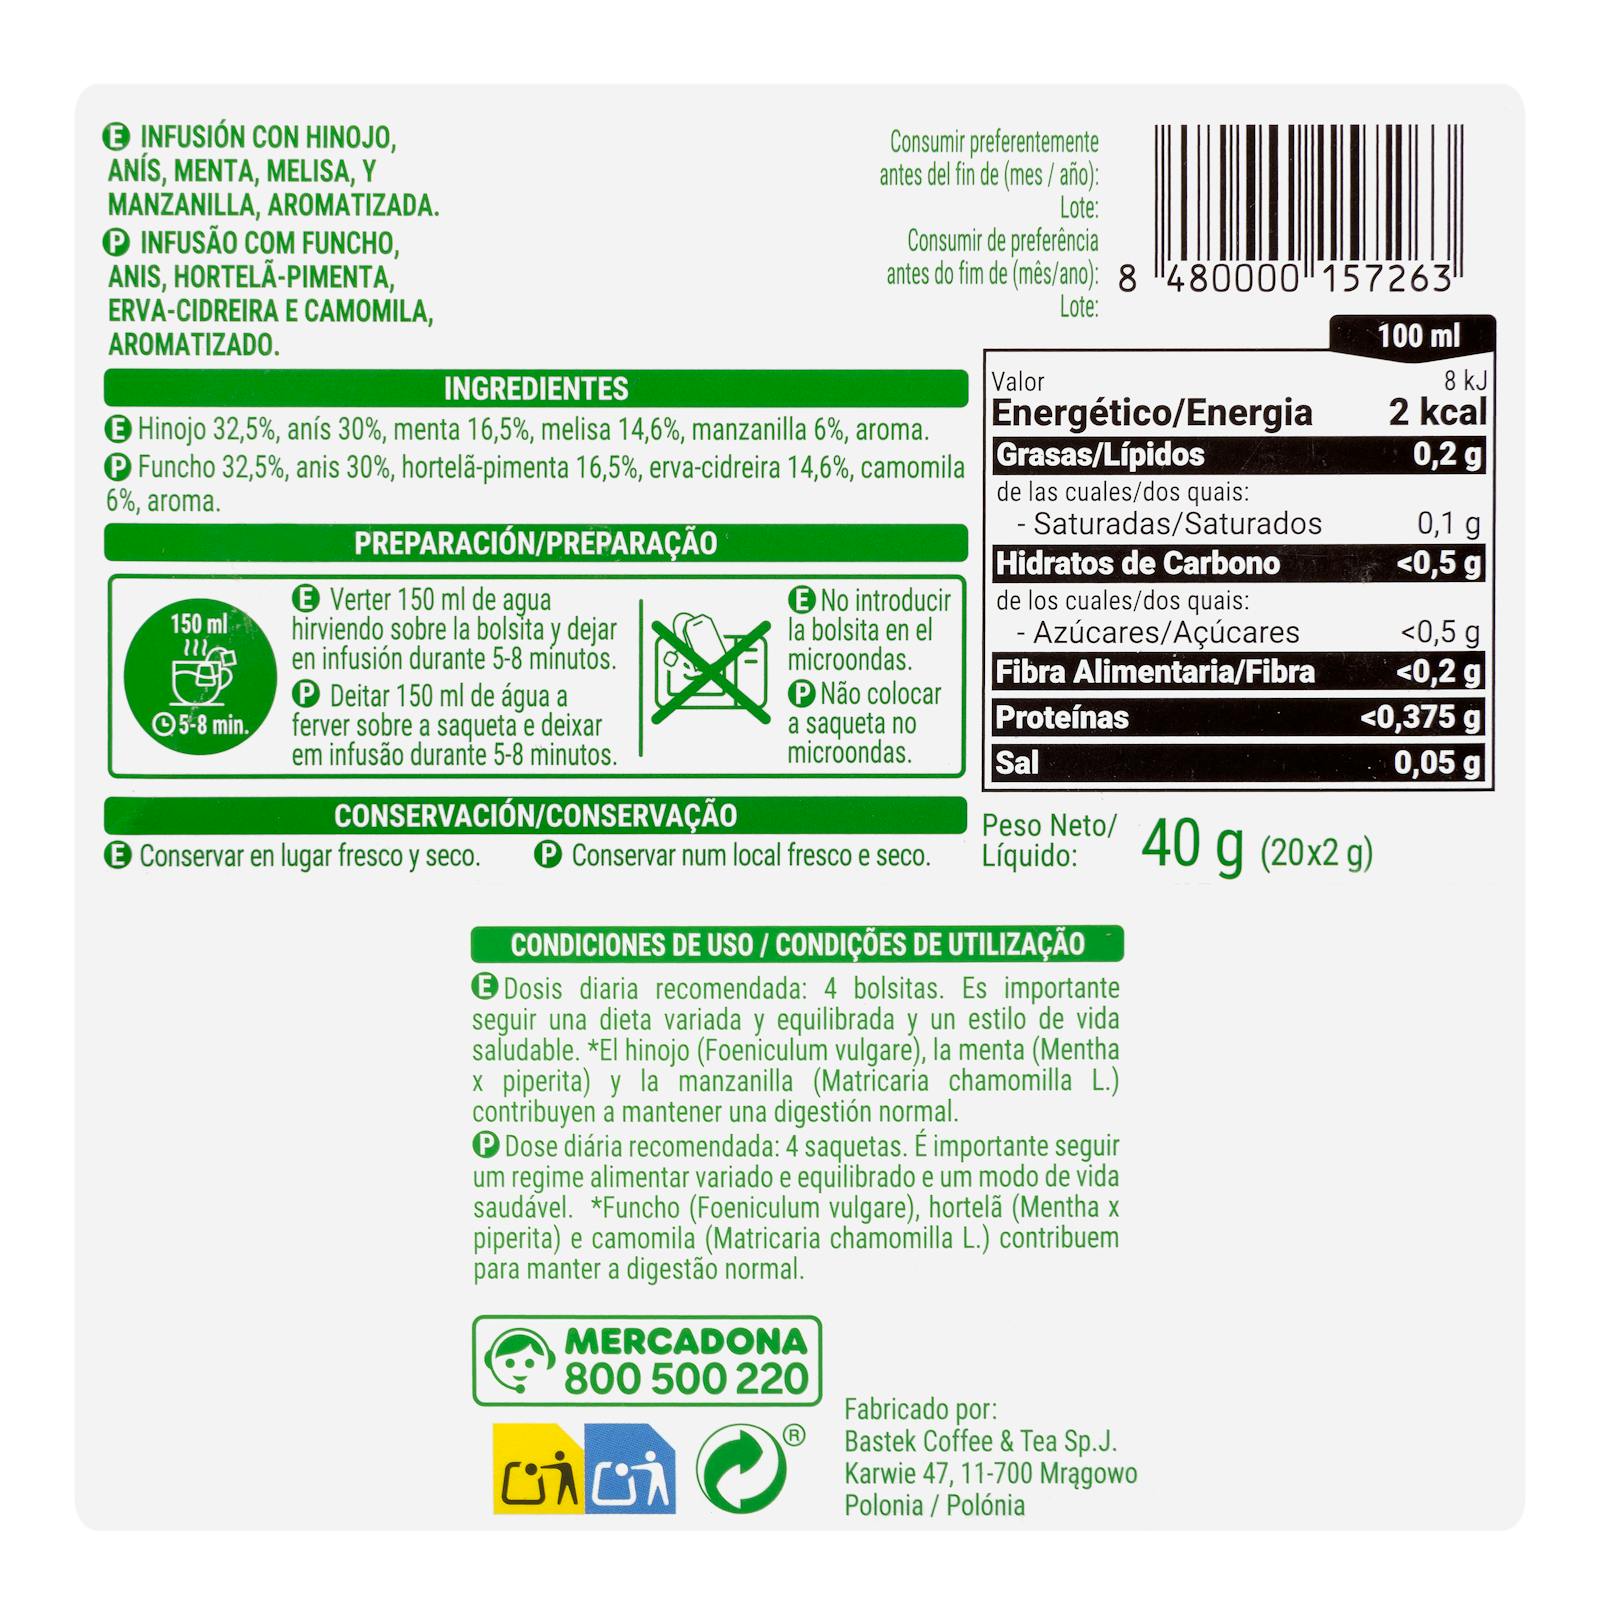 E INFUSIÓN CON HINOJO,
ANÍS, MENTA, MELISA, Y
MANZANILLA, AROMATIZADA.
P INFUSÃO COM FUNCHO,
ANIS, HORTELÃ-PIMENTA,
ERVA-CIDREIRA E CAMOMILA,
AROMATIZADO.
Consumir preferentemente
antes del fin de (mes / año):
Lote:
Consumir de preferência
antes do fim de (mês/ano):
Lote:
8 480000 157263
INGREDIENTES
E Hinojo 32,5%, anís 30%, menta 16,5%, melisa 14,6%, manzanilla 6%, aroma.
P Funcho 32,5%, anis 30%, hortelã-pimenta 16,5%, erva-cidreira 14,6%, camomila
6%, aroma.
PREPARACIÓN/PREPARAÇÃO
150 ml
5-8 min.
E Verter 150 ml de agua
hirviendo sobre la bolsita y dejar
en infusión durante 5-8 minutos.
P Deitar 150 ml de água a
ferver sobre a saqueta e deixar
em infusão durante 5-8 minutos.
E No introducir
la bolsita en el
microondas.
P Não colocar
a saqueta no
microondas.
CONSERVACIÓN/CONSERVAÇÃO
E Conservar en lugar fresco y seco. P Conservar num local fresco e seco.
100 ml
Valor 8 kJ
Energético/Energia 2 kcal
Grasas/Lípidos 0,2 g
de las cuales/dos quais:
- Saturadas/Saturados 0,1 g
Hidratos de Carbono <0,5 g
de los cuales/dos quais:
- Azúcares/Açúcares <0,5 g
Fibra Alimentaria/Fibra <0,2 g
Proteínas <0,375 g
Sal 0,05 g
Peso Neto/
Líquido: 40 g (20x2 g)
CONDICIONES DE USO / CONDIÇÕES DE UTILIZAÇÃO
E Dosis diaria recomendada: 4 bolsitas. Es importante
seguir una dieta variada y equilibrada y un estilo de vida
saludable. *El hinojo (Foeniculum vulgare), la menta (Mentha
x piperita) y la manzanilla (Matricaria chamomilla L.)
contribuyen a mantener una digestión normal.
P Dose diária recomendada: 4 saquetas. É importante seguir
um regime alimentar variado e equilibrado e um modo de vida
saudável. *Funcho (Foeniculum vulgare), hortelã (Mentha x
piperita) e camomila (Matricaria chamomilla L.) contribuem
para manter a digestão normal.
MERCADONA
800 500 220
®
Fabricado por:
Bastek Coffee & Tea Sp.J.
Karwie 47, 11-700 Mrągowo
Polonia / Polónia